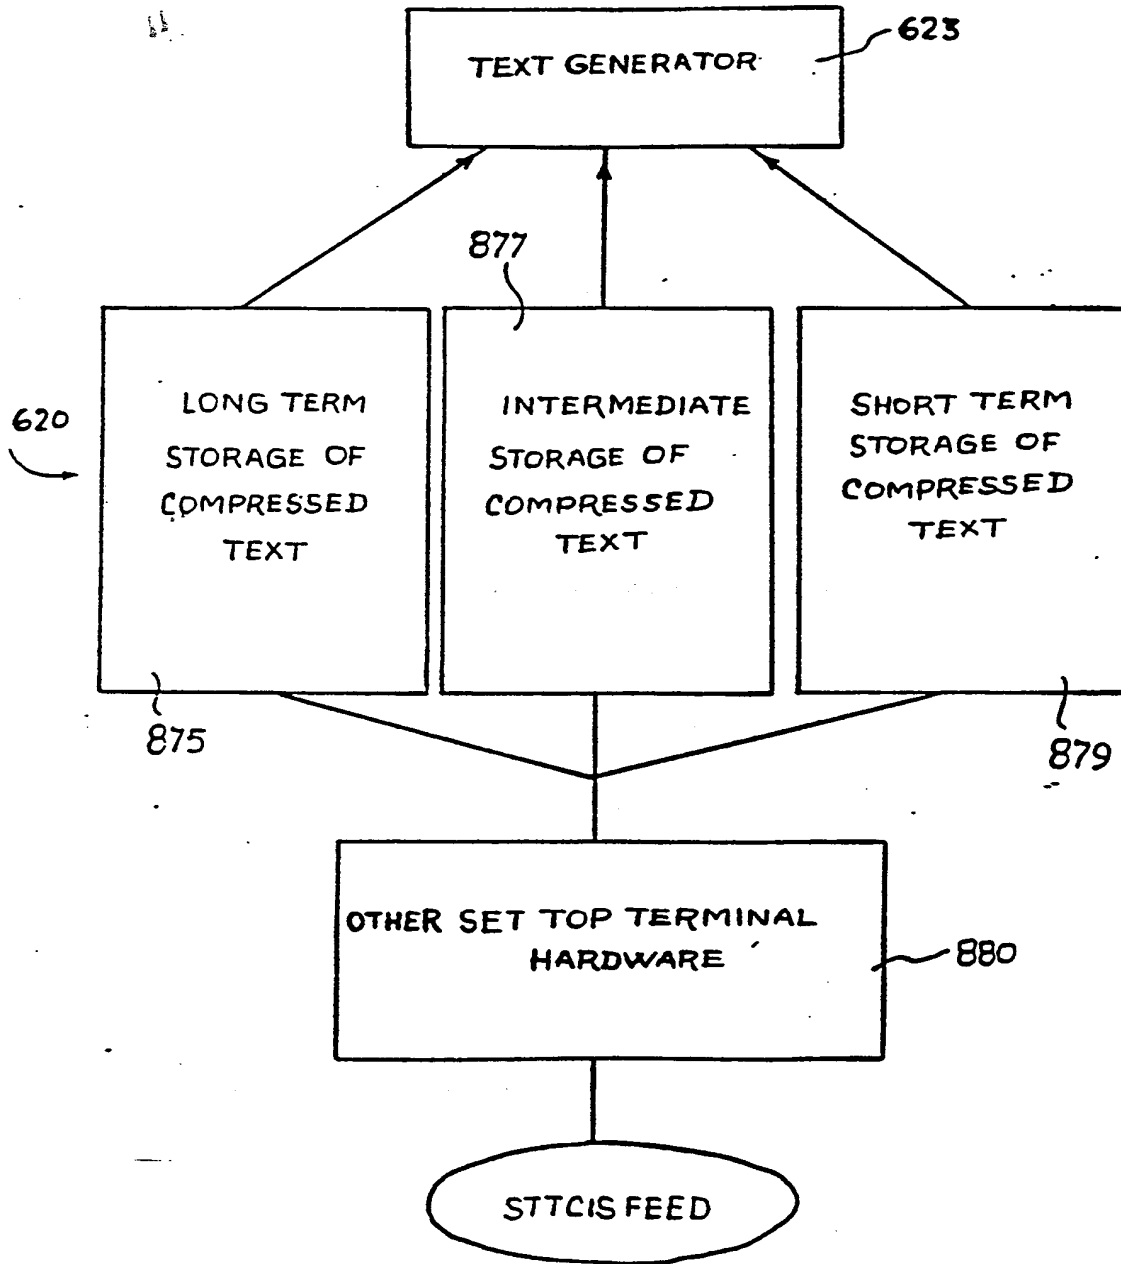 623
TEXT GENERATOR
877
620
LONG TERM
STORAGE OF
COMPRESSED
TEXT
INTERMEDIATE
STORAGE OF
COMPRESSED
TEXT
SHORT TERM
STORAGE OF
COMPRESSED
TEXT
875
879
OTHER SET TOP TERMINAL
HARDWARE
880
STTCIS FEED